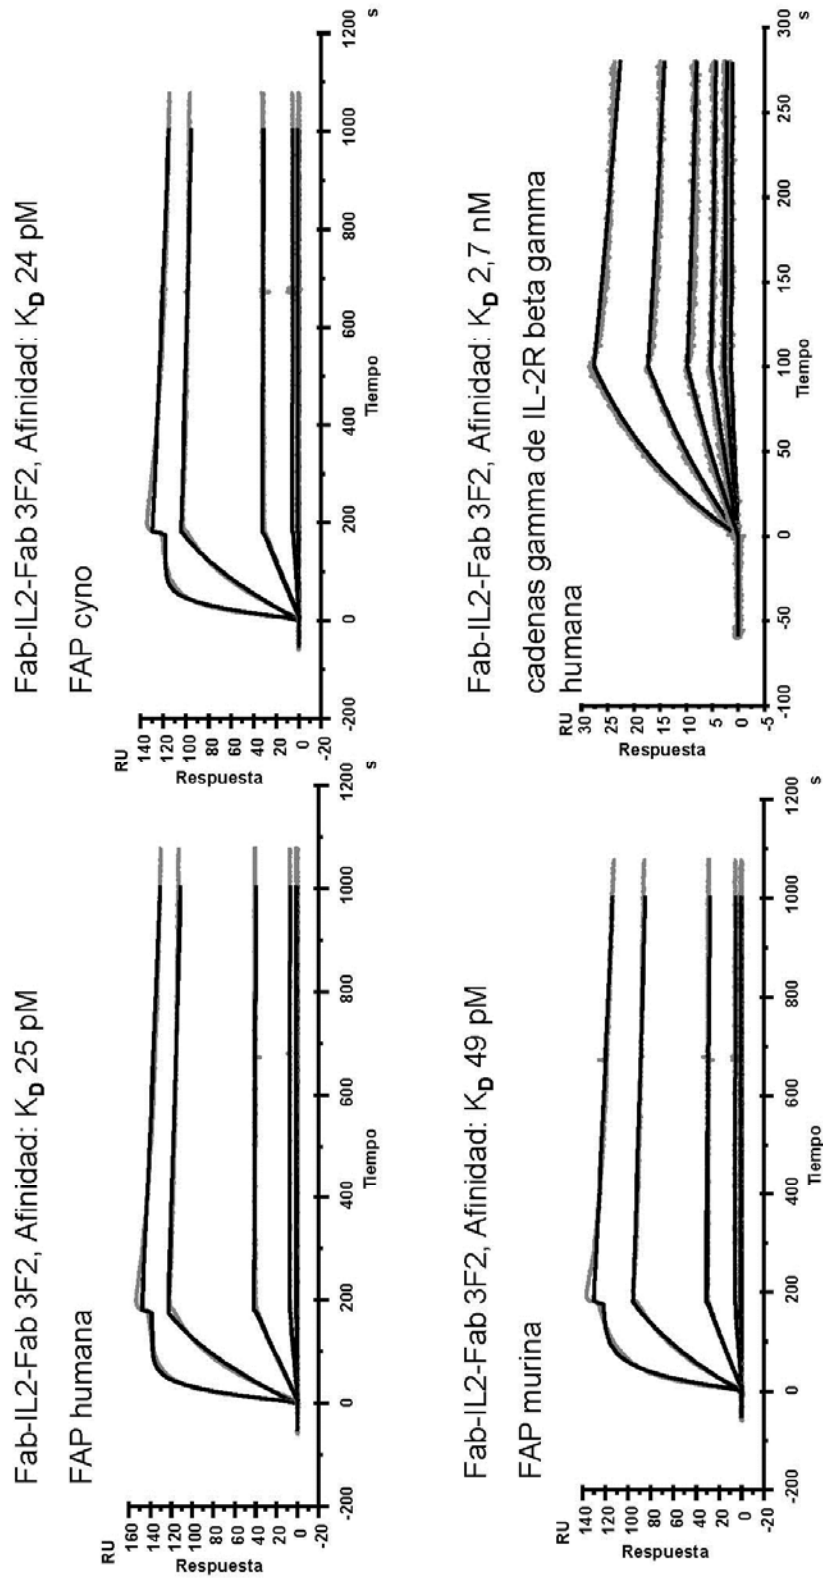 Fab-IL2-Fab 3F2, Afinidad: KD 25 pM
FAP humana
RU
160
140
120
100
80
60
40
20
0
-20
Respuesta
-200
0
200
400
600
800
1000
1200
Tiempo
s
Fab-IL2-Fab 3F2, Afinidad: KD 24 pM
FAP cyno
RU
140
120
100
80
60
40
20
0
-20
Respuesta
-200
0
200
400
600
800
1000
1200
Tiempo
s
Fab-IL2-Fab 3F2, Afinidad: KD 49 pM
FAP murina
RU
140
120
100
80
60
40
20
0
-20
Respuesta
-200
0
200
400
600
800
1000
1200
Tiempo
s
Fab-IL2-Fab 3F2, Afinidad: KD 2,7 nM
cadenas gamma de IL-2R beta gamma
humana
RU
30
25
20
15
10
5
0
-5
Respuesta
-100
-50
0
50
100
150
200
250
300
Tiempo
s